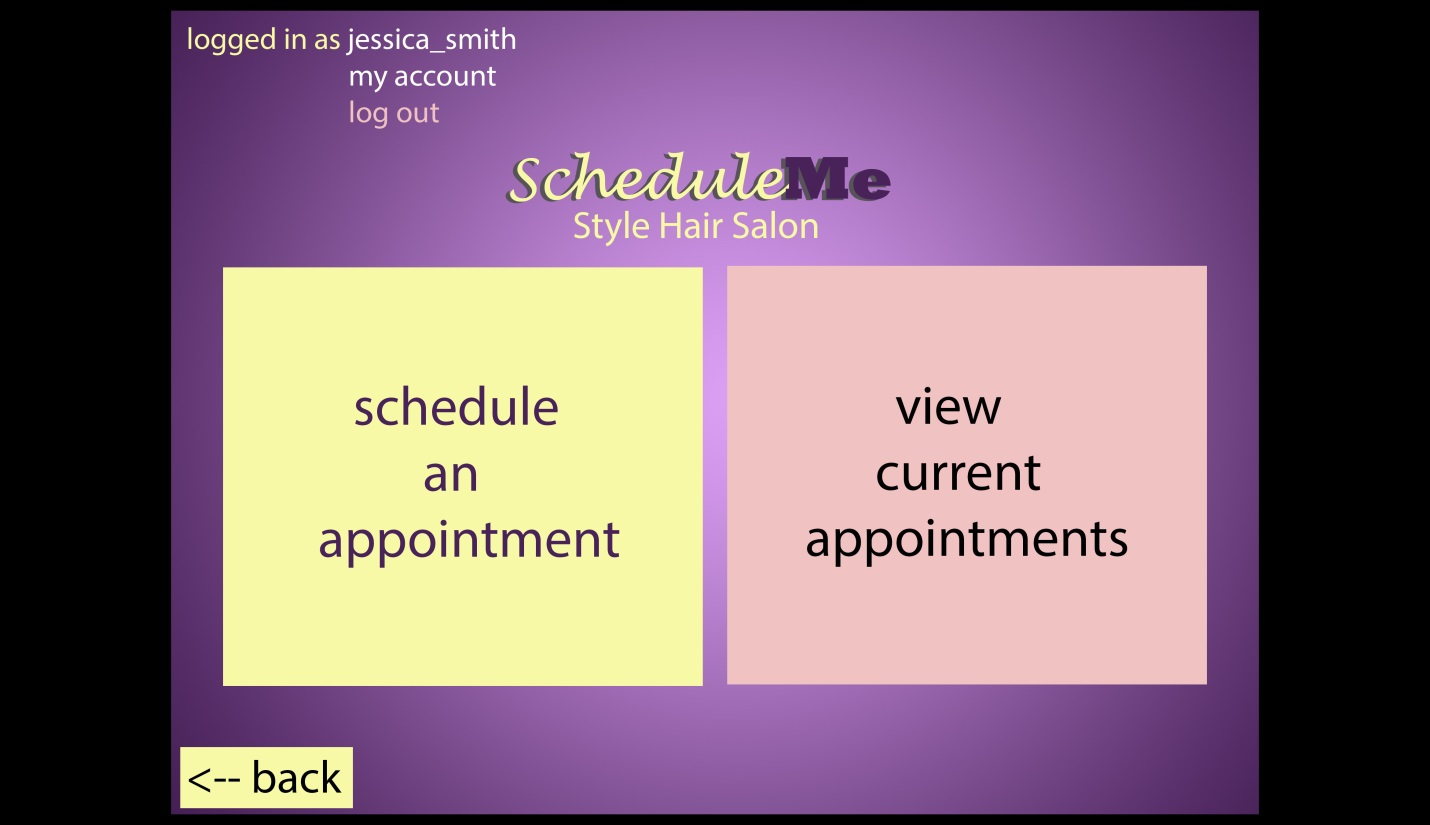 logged in as jessica_smith
my account
log out
ScheduleMe
Style Hair Salon
schedule
an
appointment
view
current
appointments
<-- back